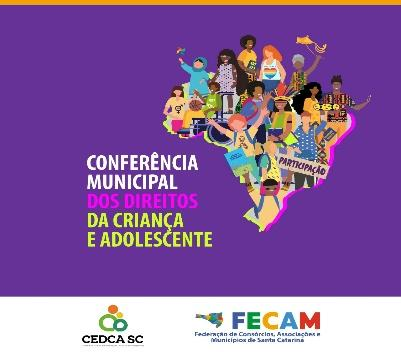 PARTICIPAÇÃO
CONFERÊNCIA
MUNICIPAL
DOS DIREITOS
DA CRIANÇA
E ADOLESCENTE
CEDCA SC
FECAM
Federação de Consórcios, Associações e
Municípios de Santa Catarina